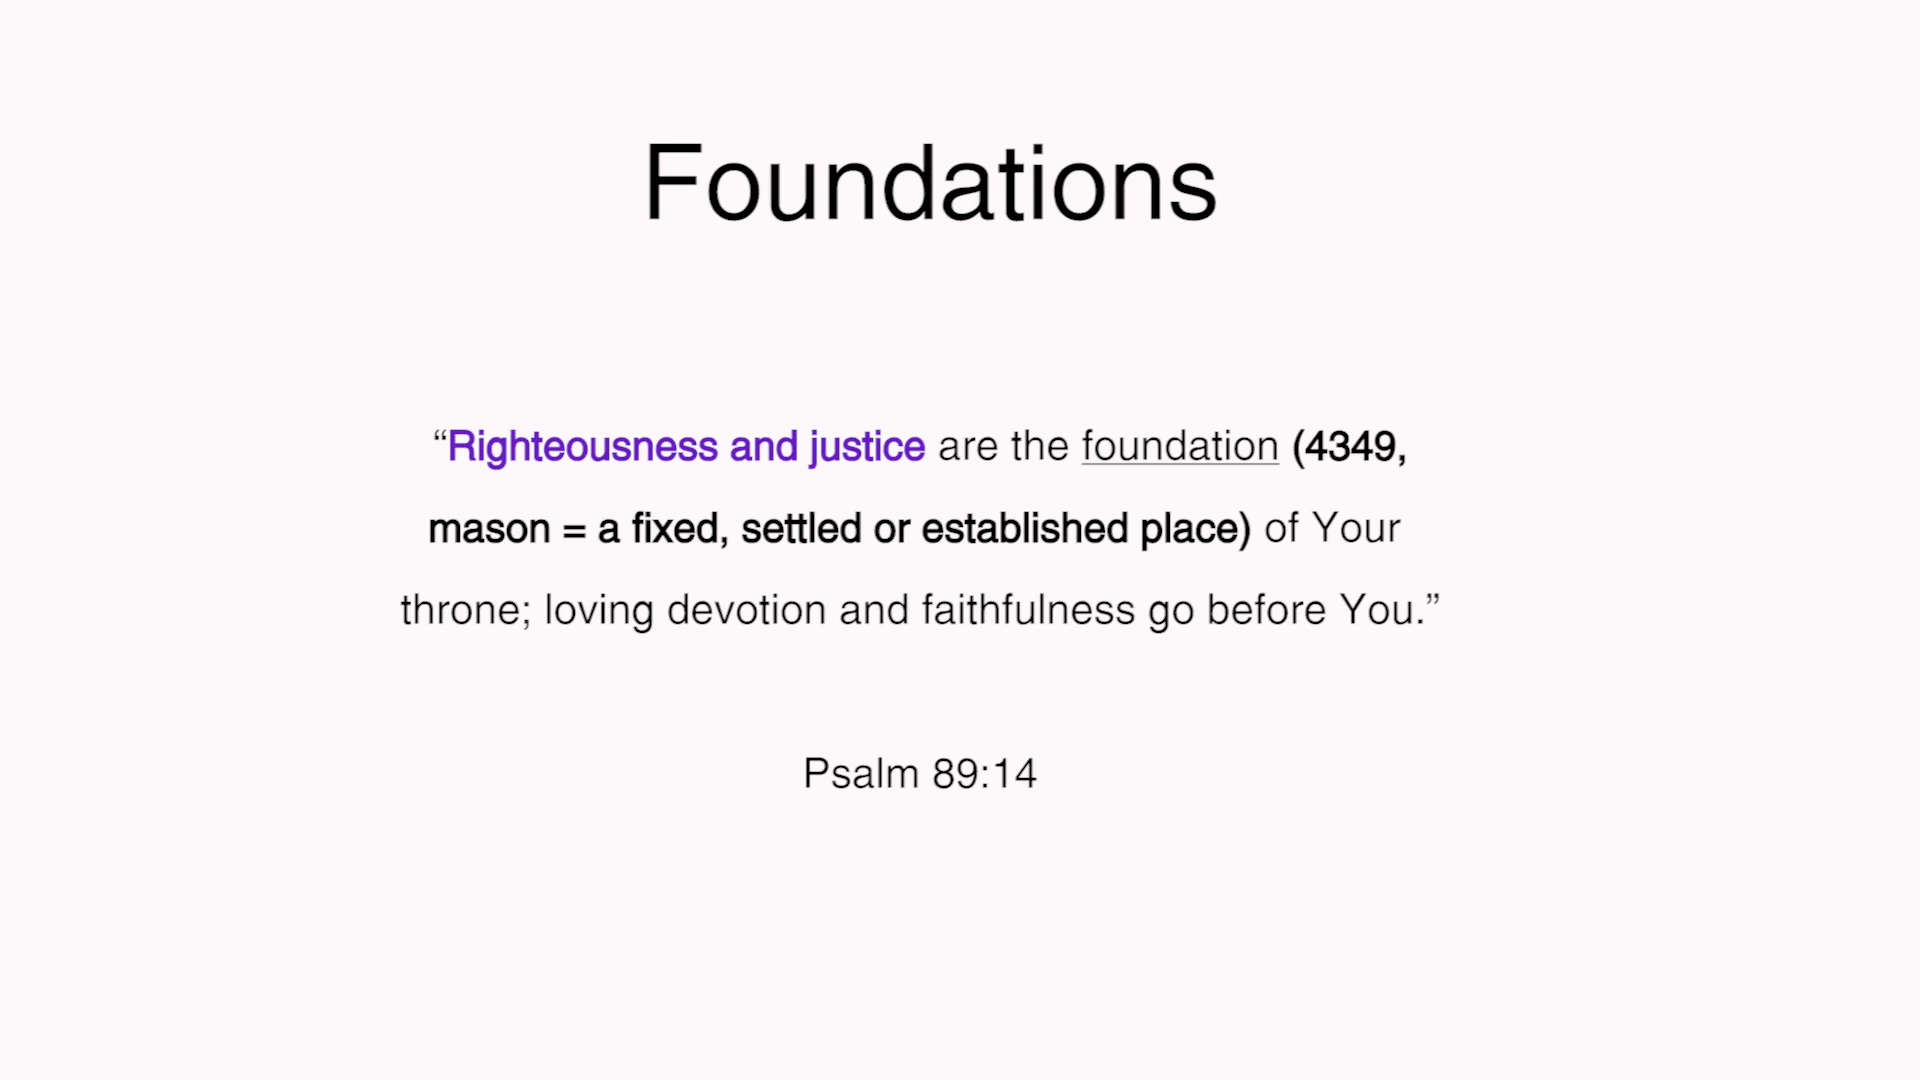 Foundations
“Righteousness and justice are the foundation (4349,
mason = a fixed, settled or established place) of Your
throne; loving devotion and faithfulness go before You.”
Psalm 89:14